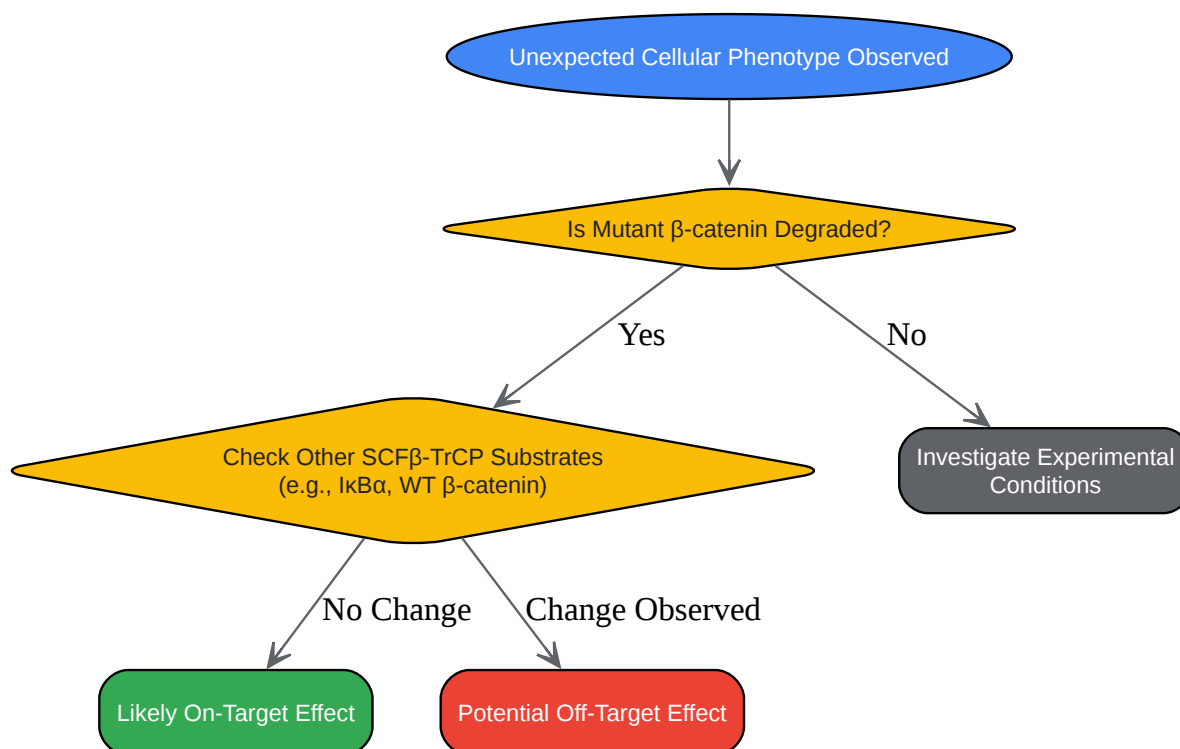 Unexpected Cellular Phenotype Observed
Is Mutant β-catenin Degraded?
Yes
No
Check Other SCFβ-TrCP Substrates
(e.g., IκBα, WT β-catenin)
Investigate Experimental
Conditions
No Change
Change Observed
Likely On-Target Effect
Potential Off-Target Effect